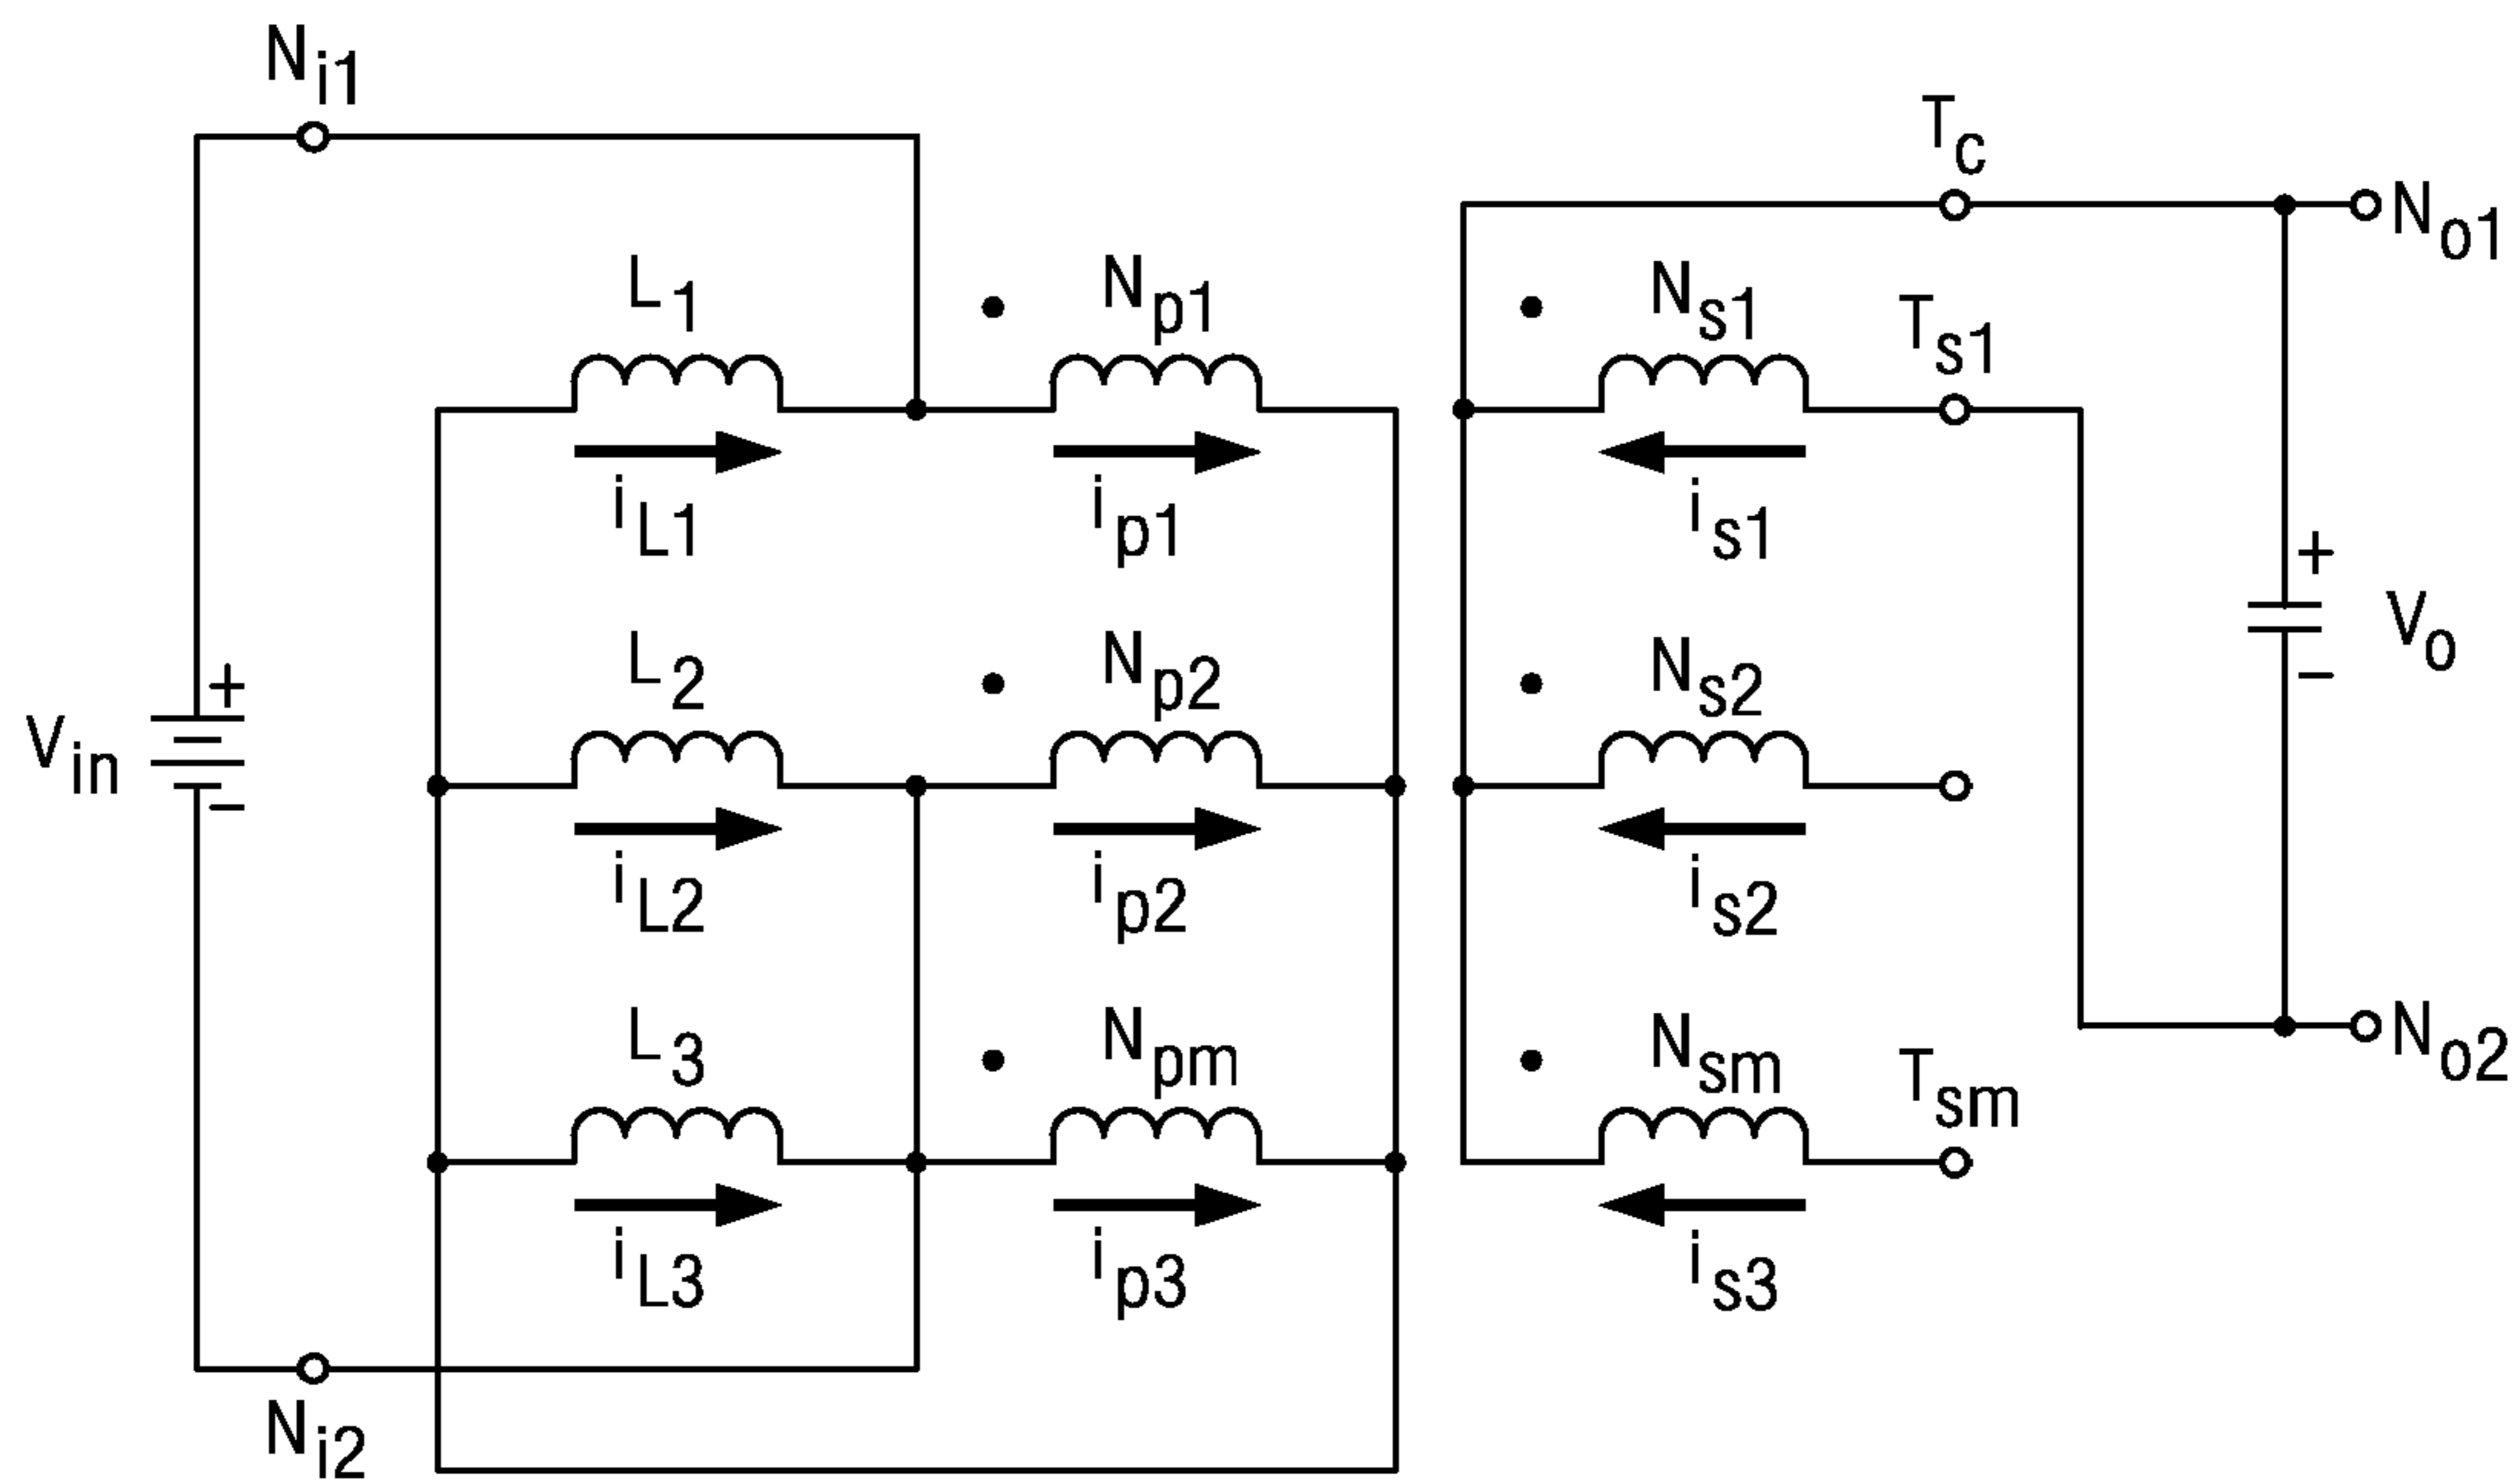 Ni1
Tc
No1
L1
Np1
Ns1
Ts1
iL1
ip1
is1
+
Vo
−
L2
Np2
Ns2
+
Vin
−
iL2
ip2
is2
L3
Npm
Nsm
Tsm
No2
iL3
ip3
is3
Ni2